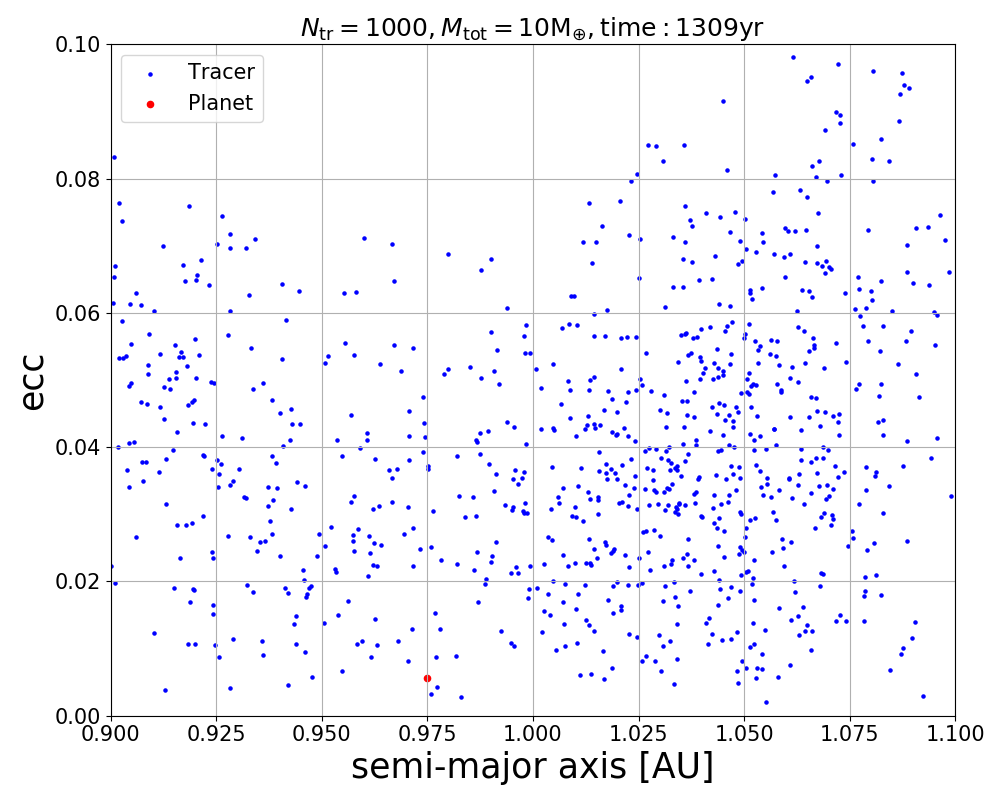 N_tr = 1000, M_tot = 10M_⊕, time : 1309yr
Tracer
Planet
ecc
0.10
0.08
0.06
0.04
0.02
0.00
0.900 0.925 0.950 0.975 1.000 1.025 1.050 1.075 1.100
semi-major axis [AU]